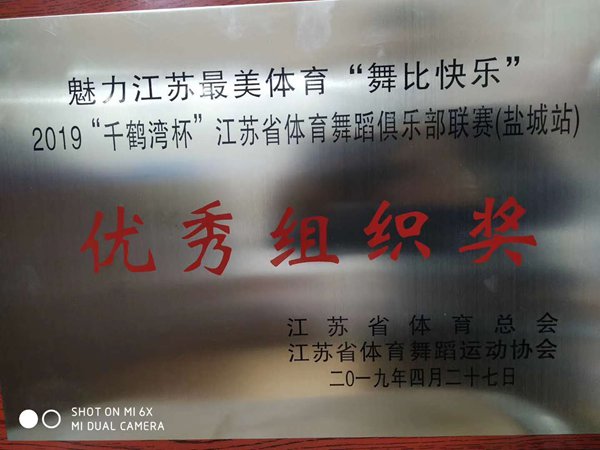 魅力江苏最美体育“舞比快乐”
2019“千鹤湾杯”江苏省体育舞蹈俱乐部联赛(盐城站)
优秀组织奖
江苏省体育总会
江苏省体育舞蹈运动协会
二〇一九年四月二十七日
SHOT ON MI 6X
MI DUAL CAMERA